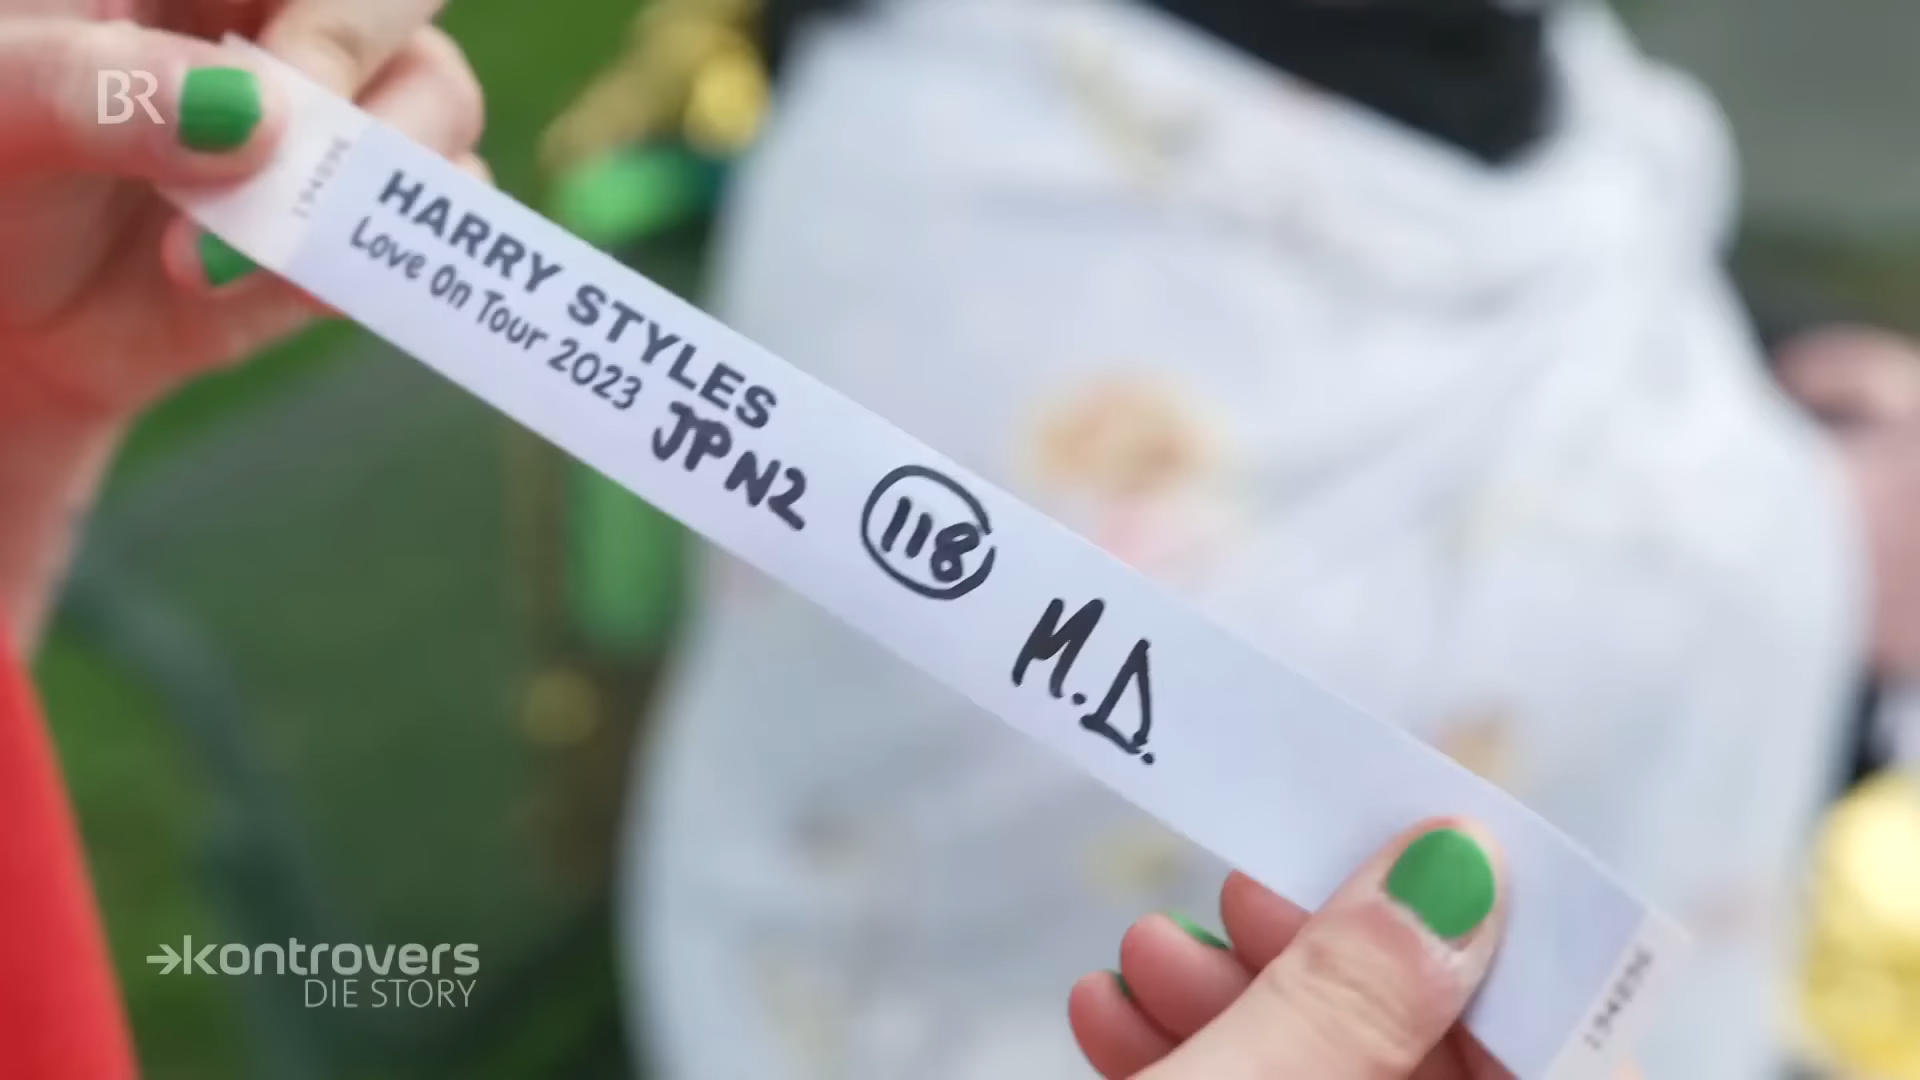 BR
HARRY STYLES
Love On Tour 2023
JPN2
118
M.D.
kontrovers
DIE STORY